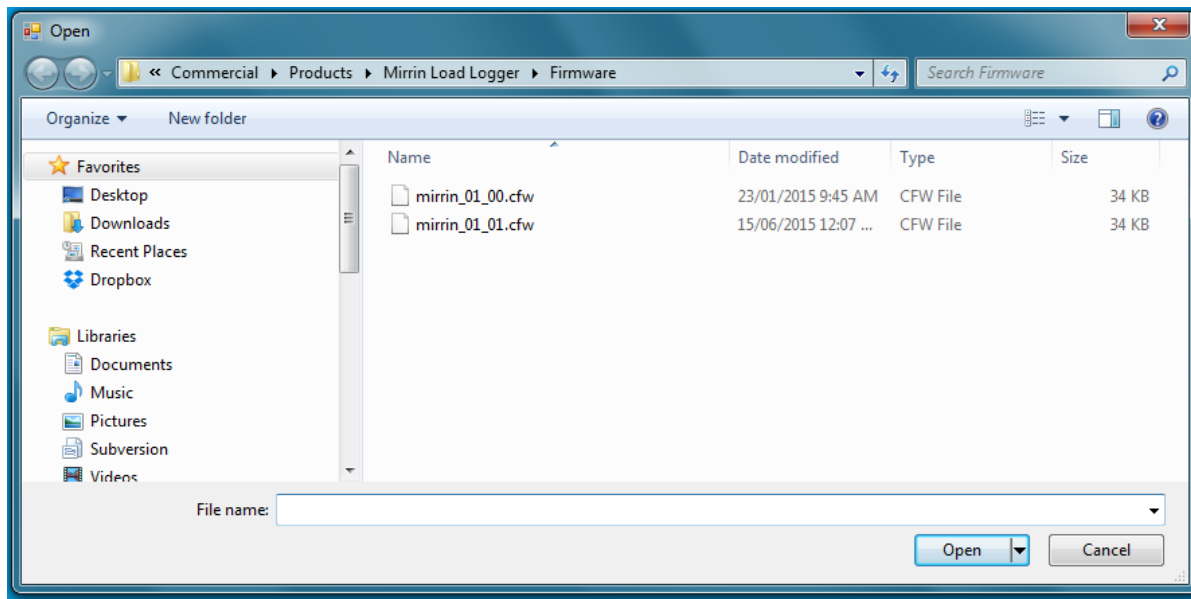 Open
« Commercial ▸ Products ▸ Mirrin Load Logger ▸ Firmware
Search Firmware
Organize
New folder
Name Date modified Type Size
mirrin_01_00.cfw 23/01/2015 9:45 AM CFW File 34 KB
mirrin_01_01.cfw 15/06/2015 12:07 ... CFW File 34 KB
Favorites
Desktop
Downloads
Recent Places
Dropbox
Libraries
Documents
Music
Pictures
Subversion
Videos
File name:
Open
Cancel